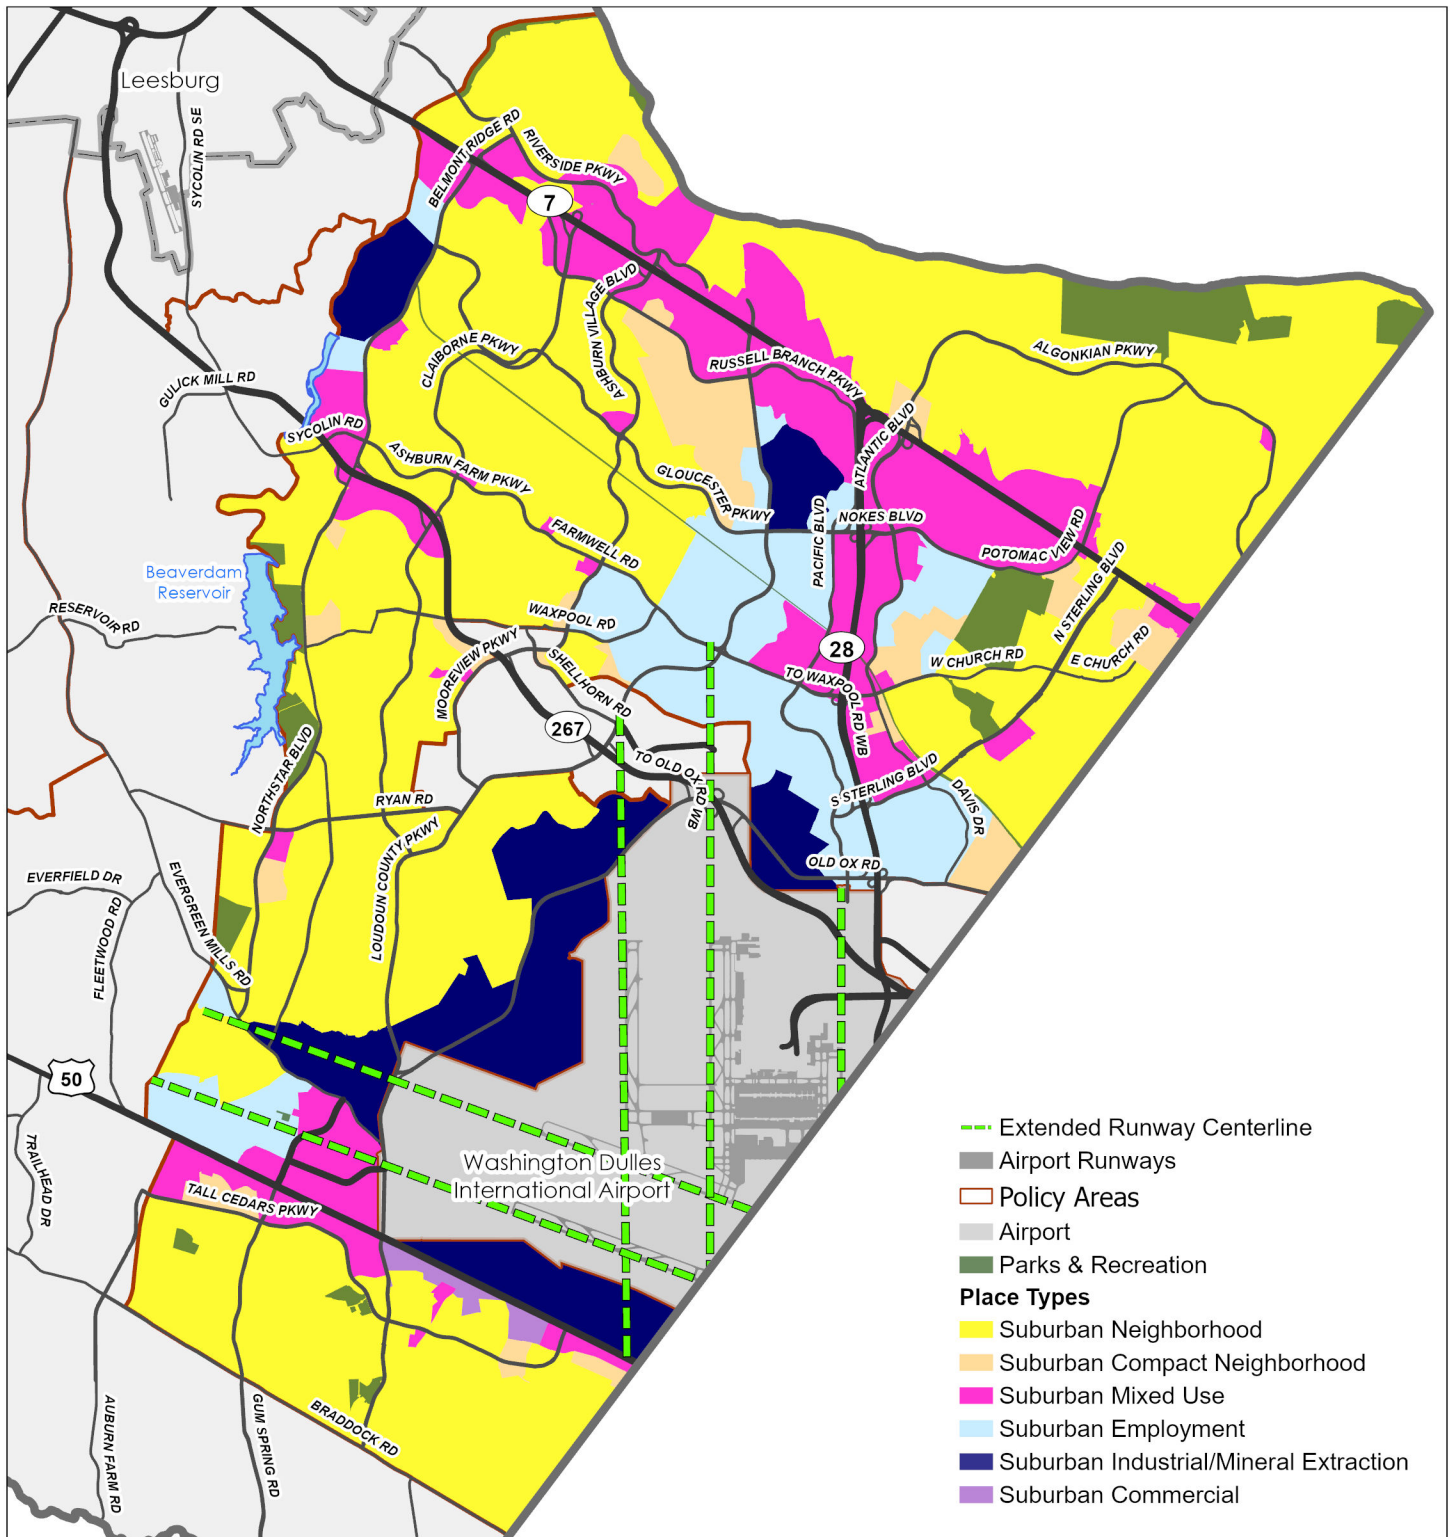 Leesburg
SYCOLIN RD SE
BELMONT RIDGE RD
RIVERSIDE PKWY
7
ASHBURN VILLAGE BLVD
CLAIBORNE PKWY
RUSSELL BRANCH PKWY
ALGONKIAN PKWY
GULICK MILL RD
SYCOLIN RD
ATLANTIC BLVD
ASHBURN FARM PKWY
GLOUCESTER PKWY
NOKES BLVD
PACIFIC BLVD
POTOMAC VIEW RD
FARMWELL RD
N STERLING BLVD
Beaverdam
Reservoir
RESERVOIR RD
WAXPOOL RD
28
W CHURCH RD
E CHURCH RD
MOOREVIEW PKWY
SHELLHORN RD
TO WAXPOOL RD WB
267
NORTHSTAR BLVD
TO OLD OX RD WB
S STERLING BLVD
DAVIS DR
RYAN RD
LOUDOUN COUNTY PKWY
OLD OX RD
EVERFIELD DR
EVERGREEN MILLS RD
FLEETWOOD RD
50
TRAILHEAD DR
Washington Dulles
International Airport
TALL CEDARS PKWY
AUBURN FARM RD
GUM SPRING RD
BRADDOCK RD
Extended Runway Centerline
Airport Runways
Policy Areas
Airport
Parks & Recreation
Place Types
Suburban Neighborhood
Suburban Compact Neighborhood
Suburban Mixed Use
Suburban Employment
Suburban Industrial/Mineral Extraction
Suburban Commercial